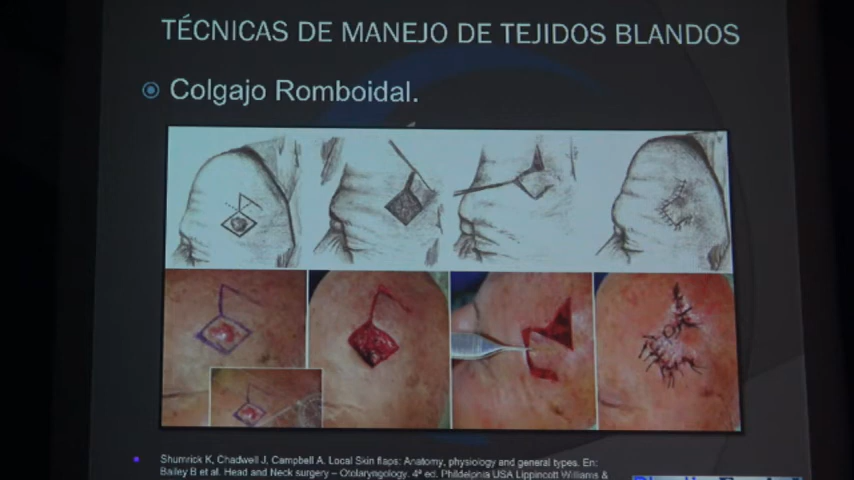 TÉCNICAS DE MANEJO DE TEJIDOS BLANDOS
Colgajo Romboidal.
Shumrick K, Chadwell J, Campbell A. Local Skin flaps: Anatomy, physiology and general types. En:
Bailey B et al. Head and Neck surgery – Otolaryngology. 4ª ed. Phildelpnia USA Lippincott Williams &